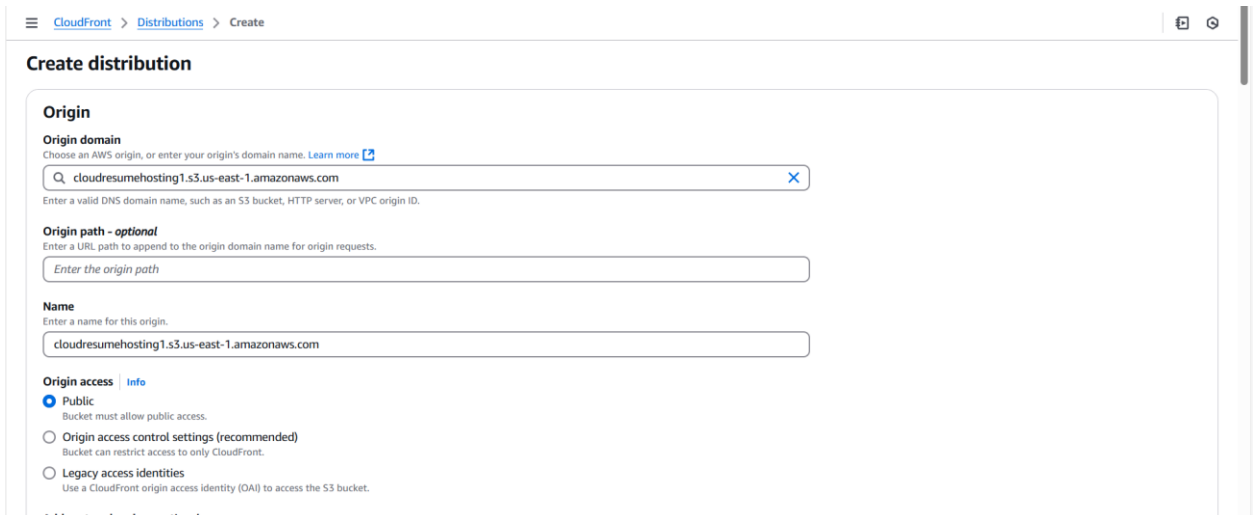 CloudFront > Distributions > Create
Create distribution
Origin
Origin domain
Choose an AWS origin, or enter your origin's domain name. Learn more
cloudresumehosting1.s3.us-east-1.amazonaws.com
Enter a valid DNS domain name, such as an S3 bucket, HTTP server, or VPC origin ID.
Origin path - optional
Enter a URL path to append to the origin domain name for origin requests.
Enter the origin path
Name
Enter a name for this origin.
cloudresumehosting1.s3.us-east-1.amazonaws.com
Origin access | Info
Public
Bucket must allow public access.
Origin access control settings (recommended)
Bucket can restrict access to only CloudFront.
Legacy access identities
Use a CloudFront origin access identity (OAI) to access the S3 bucket.